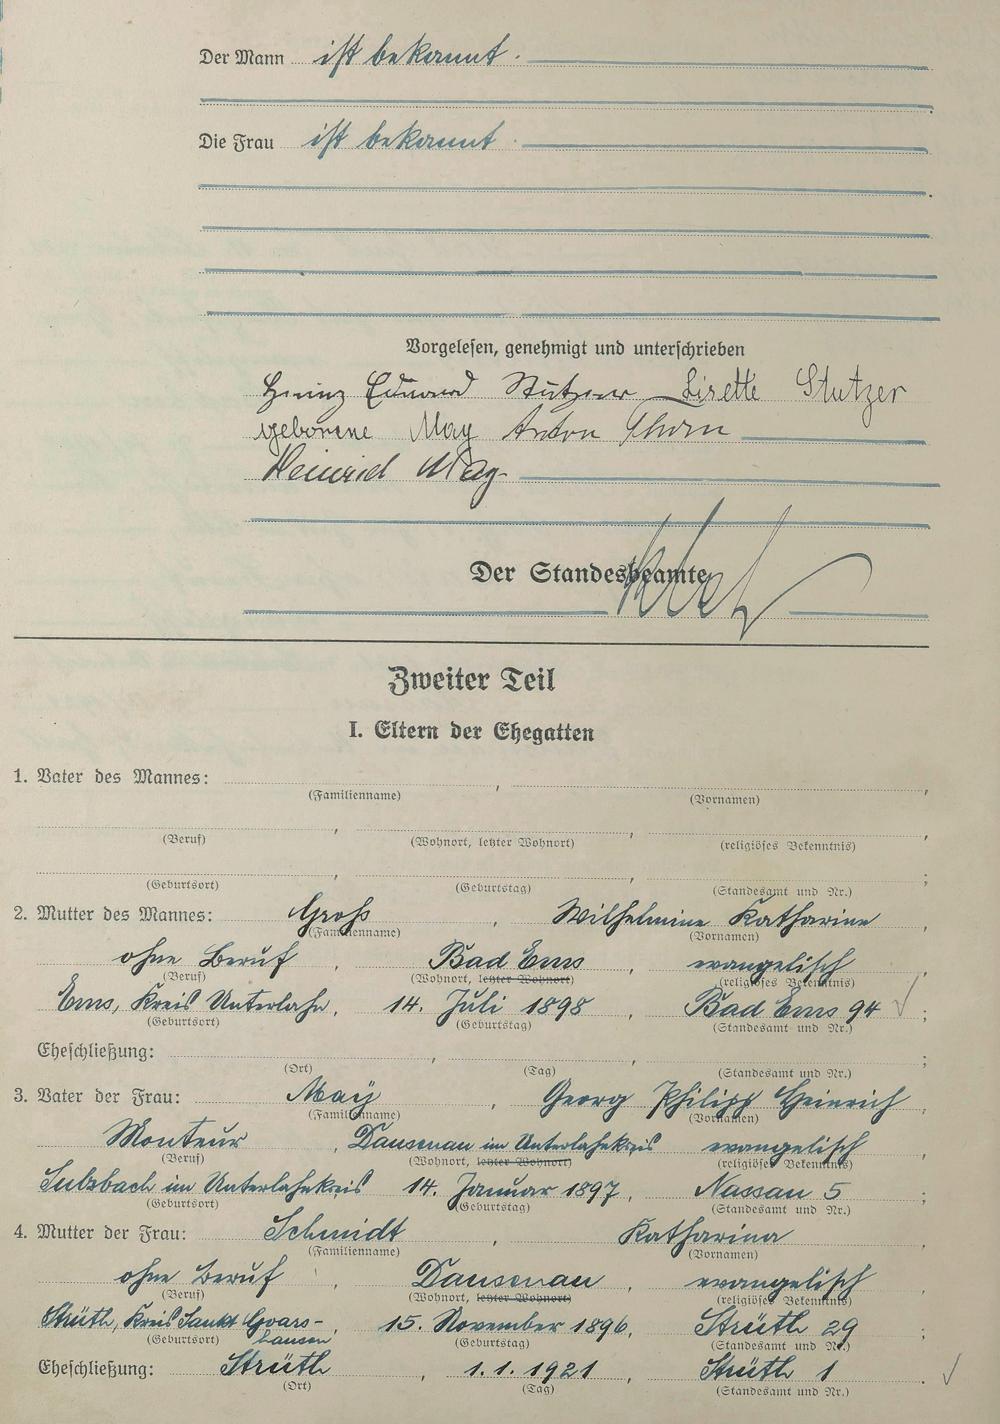 Der Mann ist bekannt.
Die Frau ist bekannt.
Vorgelesen, genehmigt und unterschrieben
Heinz Eduard Stutzer Lisette Stutzer
geborene May Anton Thorn
Heinrich May
Der Standesbeamte
Zweiter Teil
I. Eltern der Ehegatten
1. Vater des Mannes: , ,
(Familienname) (Vornamen)
, , ,
(Beruf) (Wohnort, letzter Wohnort) (religiöses Bekenntnis)
, , ;
(Geburtsort) (Geburtstag) (Standesamt und Nr.)
2. Mutter des Mannes: Groß , Wilhelmine Katharine
(Familienname) (Vornamen)
ohne Beruf , Bad Ems , evangelisch ,
(Beruf) (Wohnort, letzter Wohnort) (religiöses Bekenntnis)
Ems, Kreis Unterlahn, 14. Juli 1898 , Bad Ems 94 ;
(Geburtsort) (Geburtstag) (Standesamt und Nr.)
Eheschließung: , , ;
(Ort) (Tag) (Standesamt und Nr.)
3. Vater der Frau: May , Georg Philipp Heinrich ,
(Familienname) (Vornamen)
Monteur , Dausenau im Unterlahnkreis evangelisch ,
(Beruf) (Wohnort, letzter Wohnort) (religiöses Bekenntnis)
Sulzbach im Unterlahnkreis 14. Januar 1897, Nassau 5 ;
(Geburtsort) (Geburtstag) (Standesamt und Nr.)
4. Mutter der Frau: Schmidt , Katharina
(Familienname) (Vornamen)
ohne Beruf , Dausenau , evangelisch ,
(Beruf) (Wohnort, letzter Wohnort) (religiöses Bekenntnis)
Strüth, Kreis Sankt Goars-
hausen , 15. November 1896, Strüth 29 ;
(Geburtsort) (Geburtstag) (Standesamt und Nr.)
Eheschließung: Strüth , 1.1.1921 , Strüth 1 .
(Ort) (Tag) (Standesamt und Nr.)